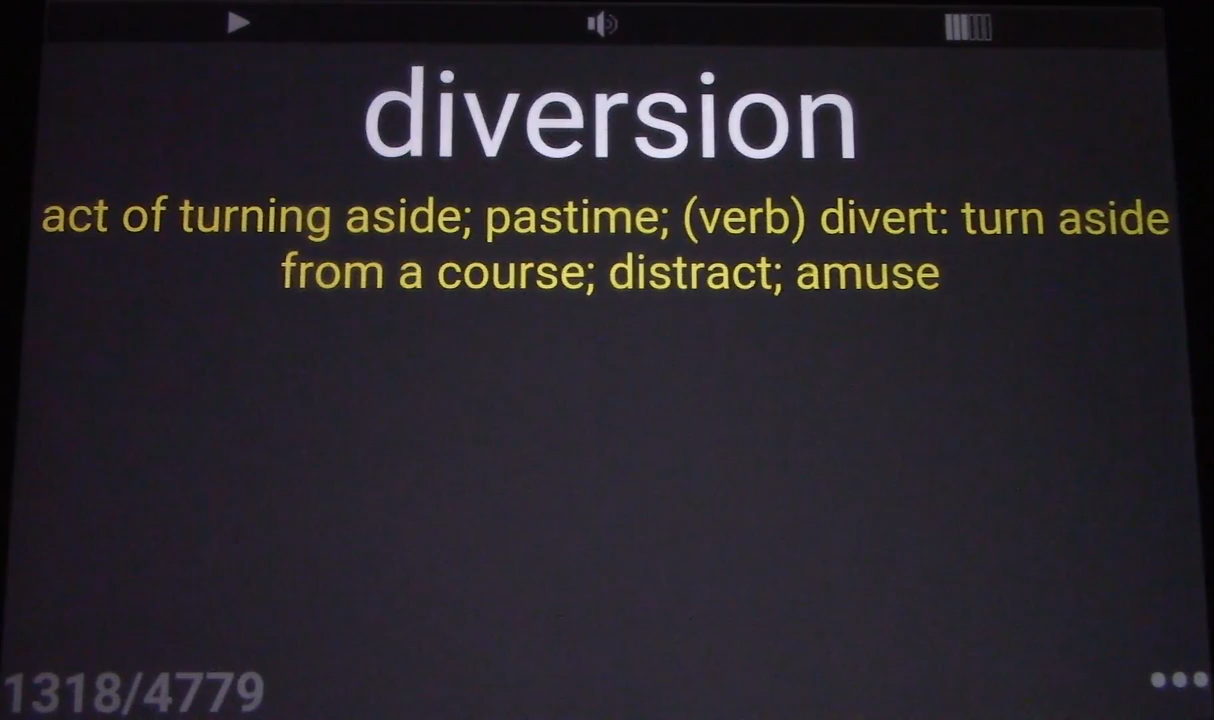 diversion
act of turning aside; pastime; (verb) divert: turn aside
from a course; distract; amuse
1318/4779